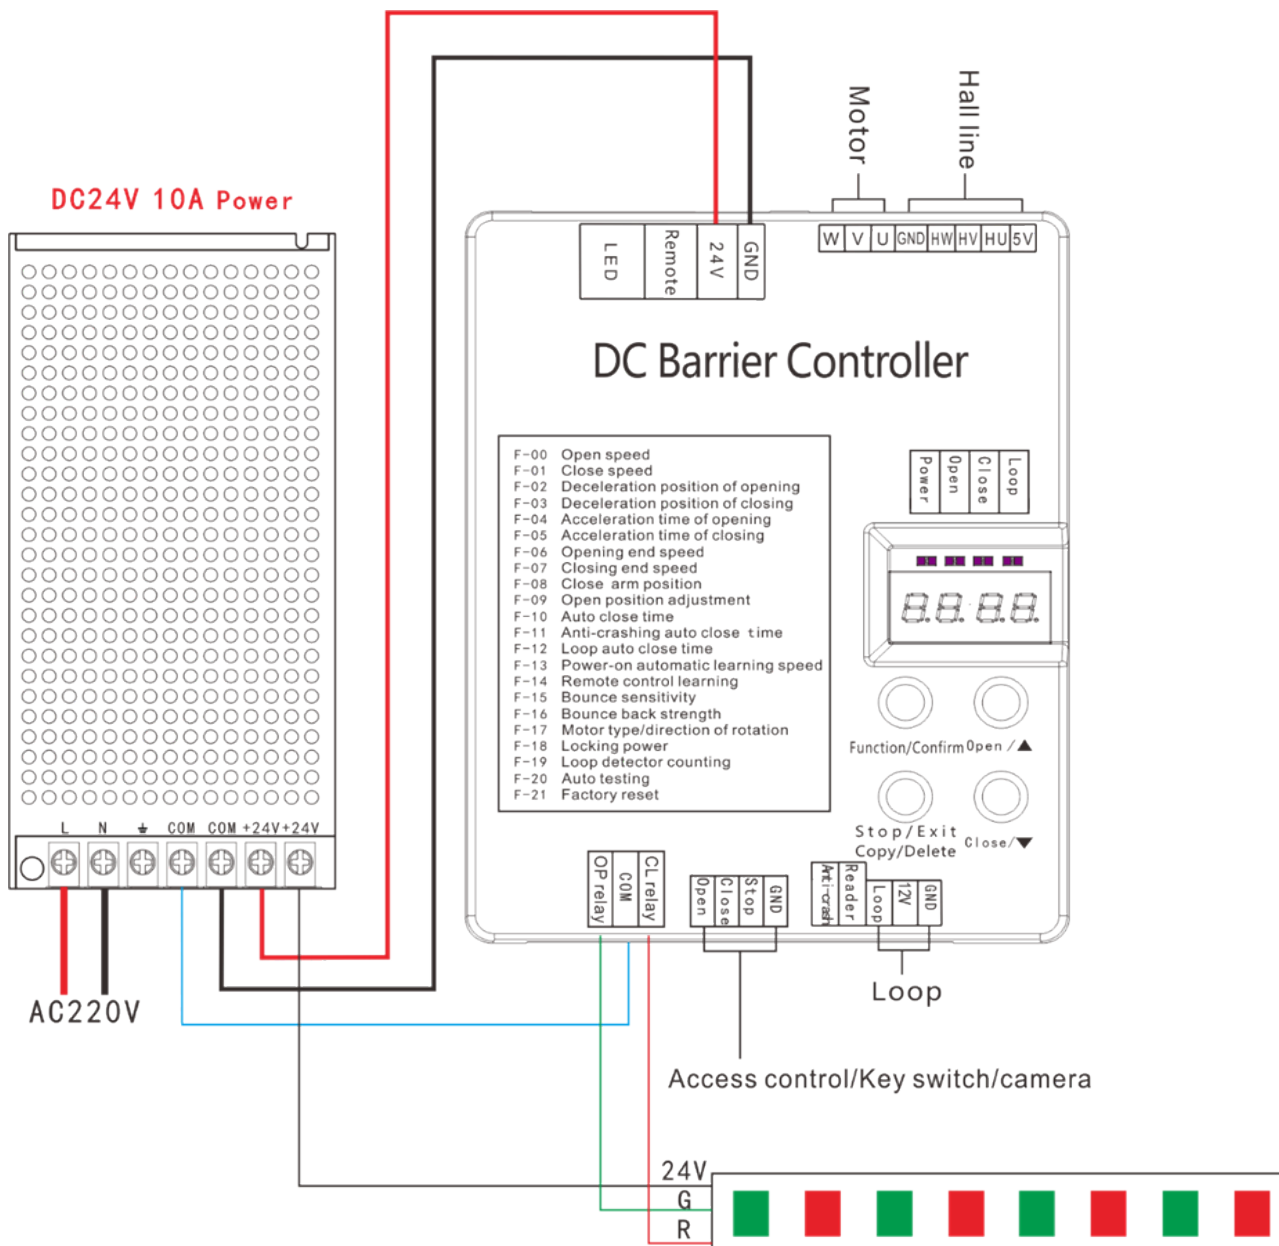 Motor
Hall line
DC24V 10A Power
LED
Remote
24V
GND
W V U GND HW HV HU 5V
DC Barrier Controller
F-00 Open speed
F-01 Close speed
F-02 Deceleration position of opening
F-03 Deceleration position of closing
F-04 Acceleration time of opening
F-05 Acceleration time of closing
F-06 Opening end speed
F-07 Closing end speed
F-08 Close arm position
F-09 Open position adjustment
F-10 Auto close time
F-11 Anti-crashing auto close time
F-12 Loop auto close time
F-13 Power-on automatic learning speed
F-14 Remote control learning
F-15 Bounce sensitivity
F-16 Bounce back strength
F-17 Motor type/direction of rotation
F-18 Locking power
F-19 Loop detector counting
F-20 Auto testing
F-21 Factory reset
Power
Open
Close
Loop
8.8.8.8.
Function/Confirm
Open/▲
Stop/Exit
Copy/Delete
Close/▼
L N COM COM +24V +24V
OP relay
COM
CL relay
Open
Close
Stop
GND
Anti-crash
Reader
Loop
12V
GND
AC220V
Loop
Access control/Key switch/camera
24V
G
R